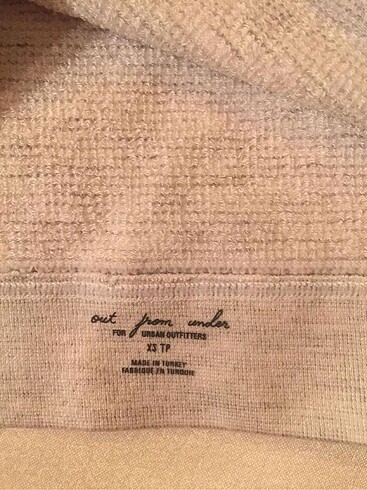 out from under
FOR URBAN OUTFITTERS
XS TP
MADE IN TURKEY
FABRIQUÉ EN TURQUIE